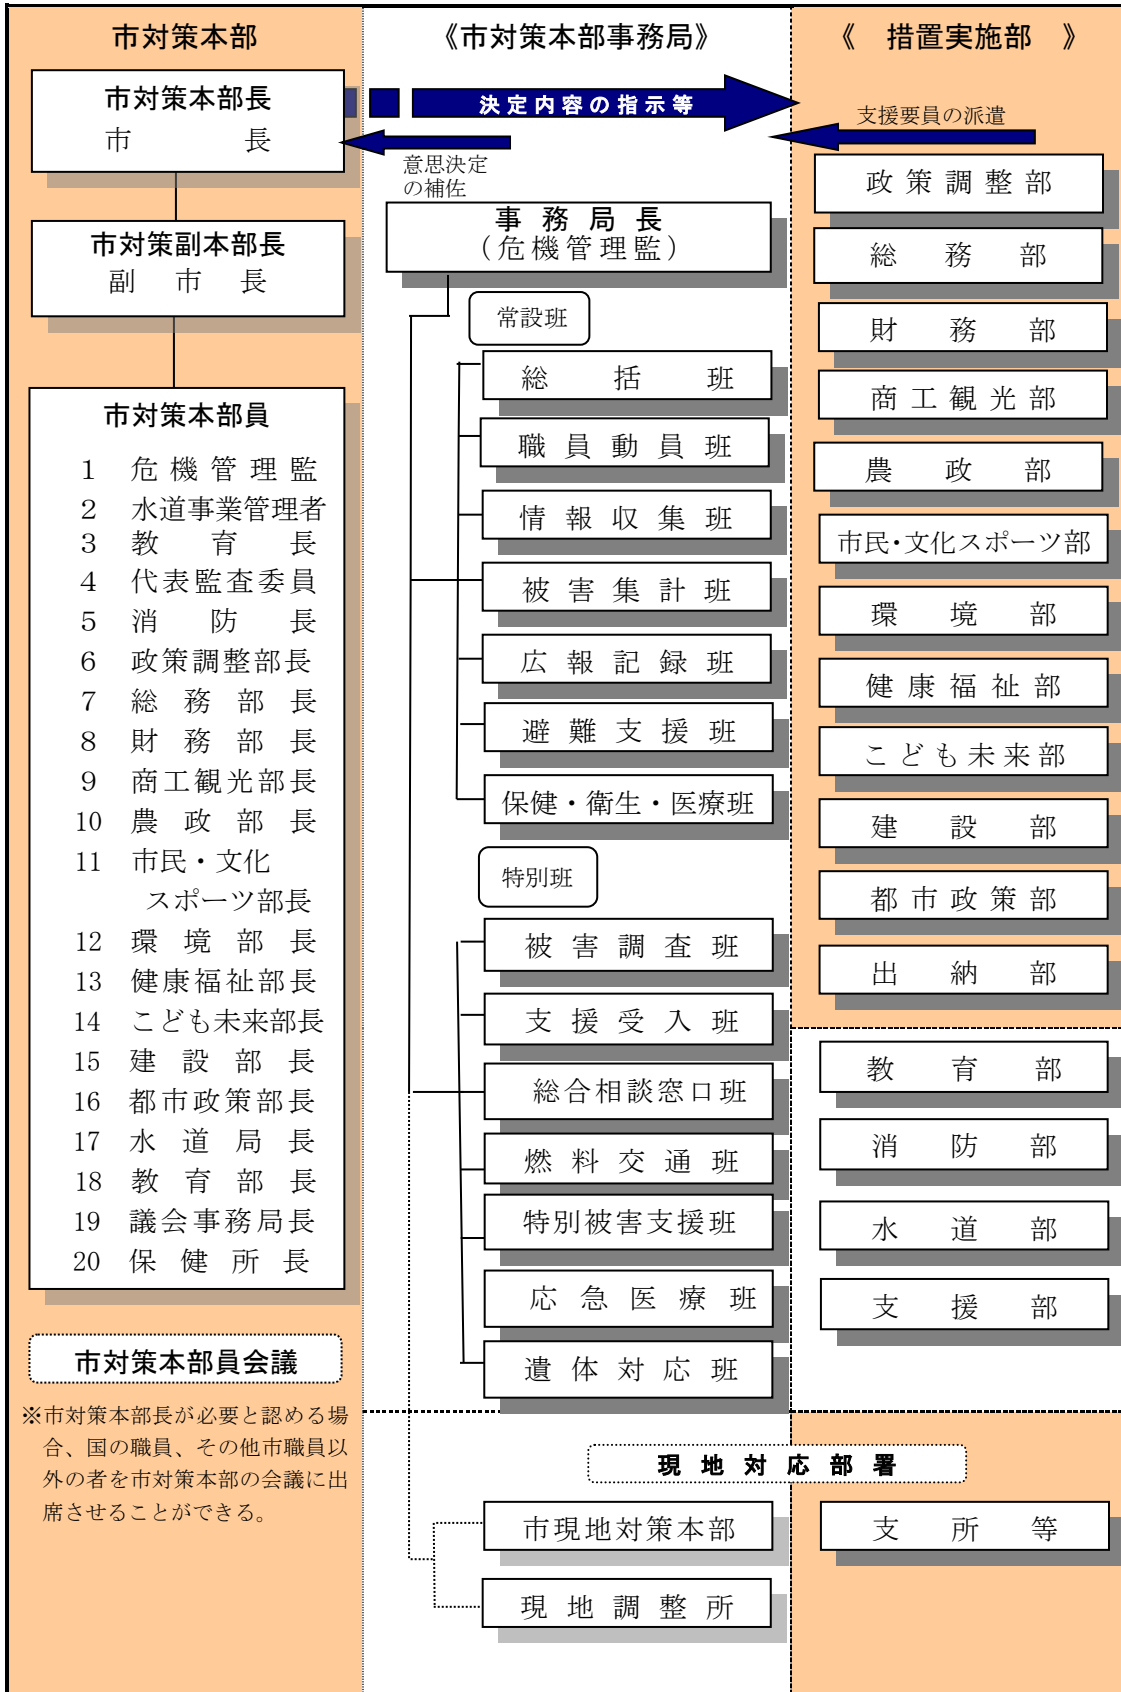 市対策本部
市対策本部長
市長
市対策副本部長
副市長
市対策本部員
1 危機管理監
2 水道事業管理者
3 教育長
4 代表監査委員
5 消防長
6 政策調整部長
7 総務部長
8 財務部長
9 商工観光部長
10 農政部長
11 市民・文化
スポーツ部長
12 環境部長
13 健康福祉部長
14 こども未来部長
15 建設部長
16 都市政策部長
17 水道局長
18 教育部長
19 議会事務局長
20 保健所長
市対策本部員会議
※市対策本部長が必要と認める場
合、国の職員、その他市職員以
外の者を市対策本部の会議に出
席させることができる。
《市対策本部事務局》
決定内容の指示等
意思決定
の補佐
事務局長
（危機管理監）
常設班
総括班
職員動員班
情報収集班
被害集計班
広報記録班
避難支援班
保健・衛生・医療班
特別班
被害調査班
支援受入班
総合相談窓口班
燃料交通班
特別被害支援班
応急医療班
遺体対応班
《 措置実施部 》
支援要員の派遣
政策調整部
総務部
財務部
商工観光部
農政部
市民・文化スポーツ部
環境部
健康福祉部
こども未来部
建設部
都市政策部
出納部
教育部
消防部
水道部
支援部
現地対応部署
市現地対策本部
現地調整所
支所等